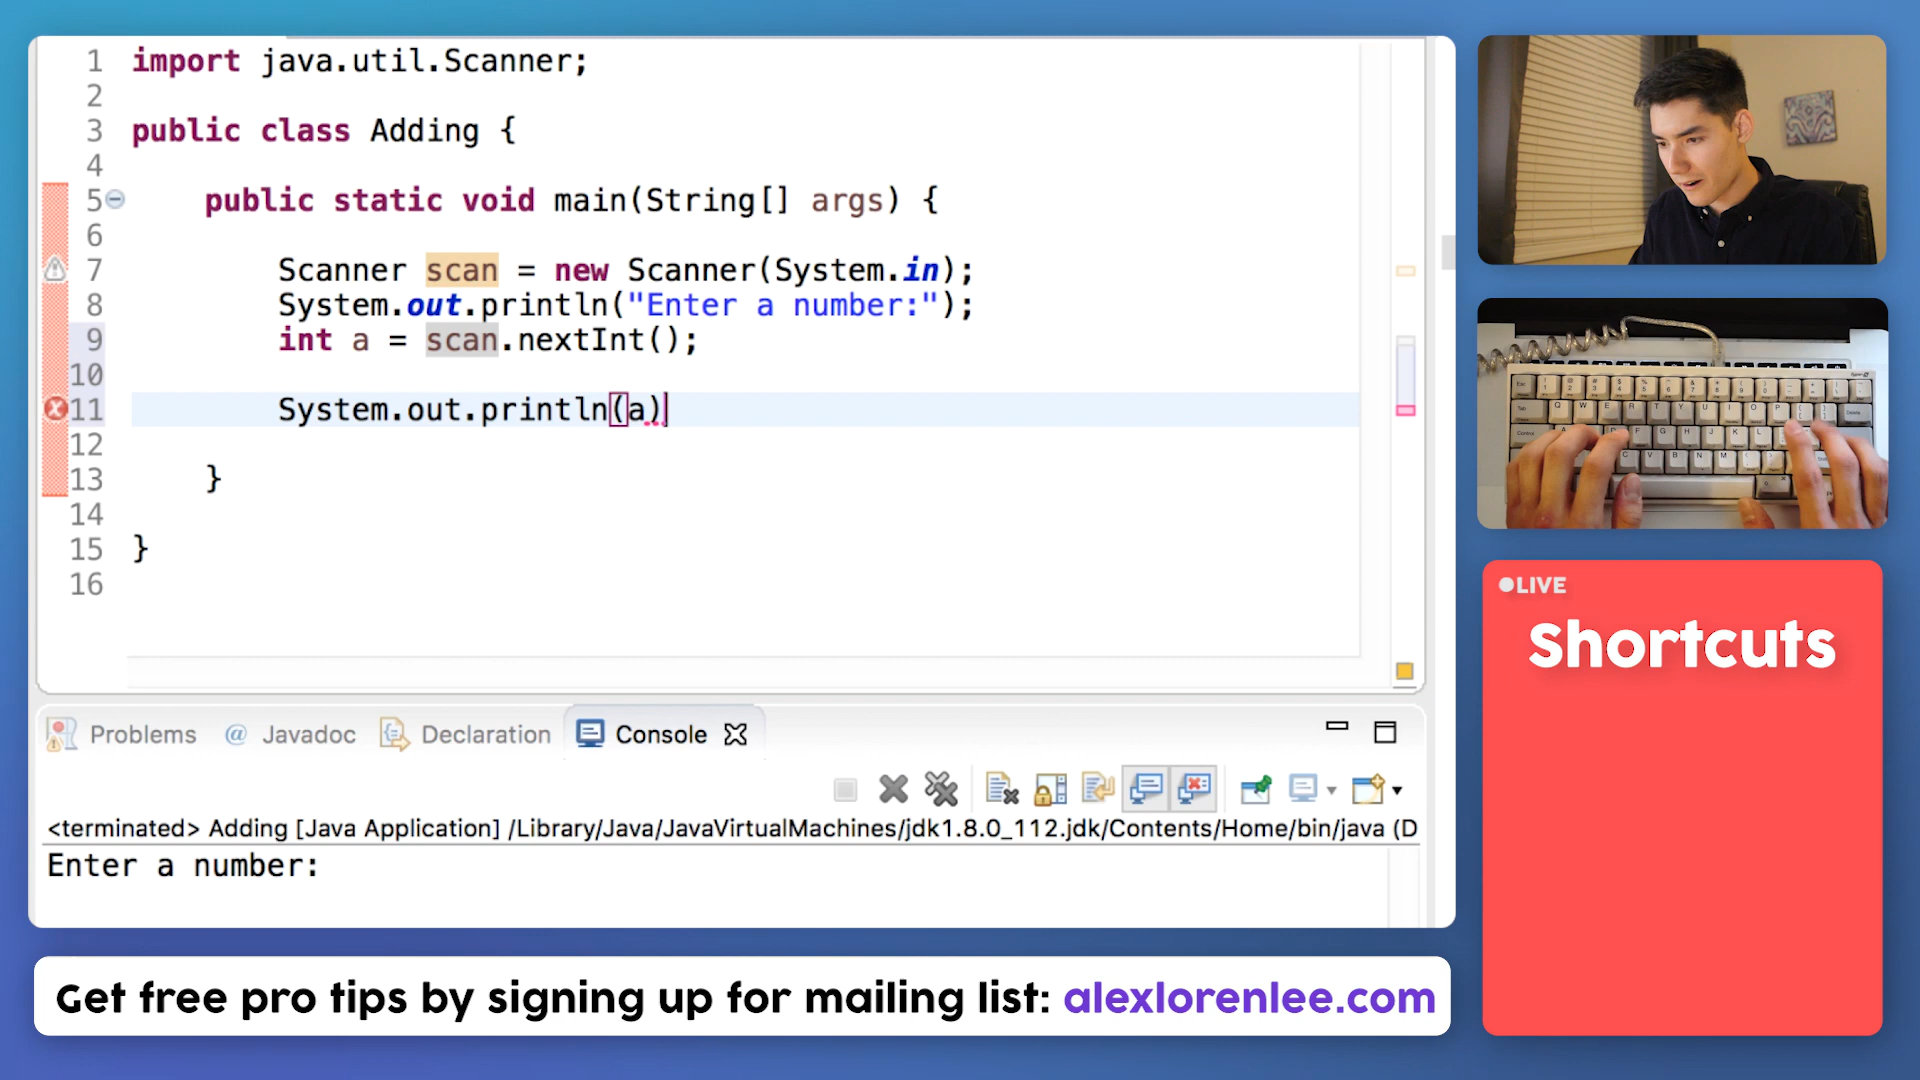 1 import java.util.Scanner;
2
3 public class Adding {
4
5 public static void main(String[] args) {
6
7 Scanner scan = new Scanner(System.in);
8 System.out.println("Enter a number:");
9 int a = scan.nextInt();
10
11 System.out.println(a)
12
13 }
14
15 }
16
Problems @ Javadoc Declaration Console
<terminated> Adding [Java Application] /Library/Java/JavaVirtualMachines/jdk1.8.0_112.jdk/Contents/Home/bin/java (D
Enter a number:
Get free pro tips by signing up for mailing list: alexlorenlee.com
LIVE
Shortcuts